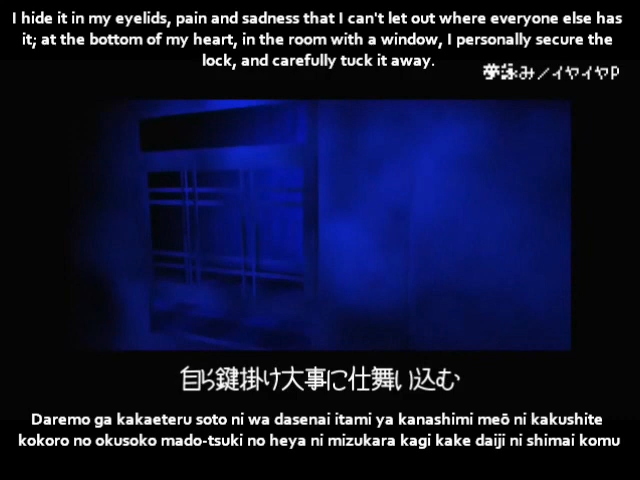 I hide it in my eyelids, pain and sadness that I can't let out where everyone else has
it; at the bottom of my heart, in the room with a window, I personally secure the
lock, and carefully tuck it away.
夢詠み／イヤイヤP
自ら鍵掛け大事に仕舞い込む
Daremo ga kakaeteru soto ni wa dasenai itami ya kanashimi meō ni kakushite
kokoro no okusoko mado-tsuki no heya ni mizukara kagi kake daiji ni shimai komu